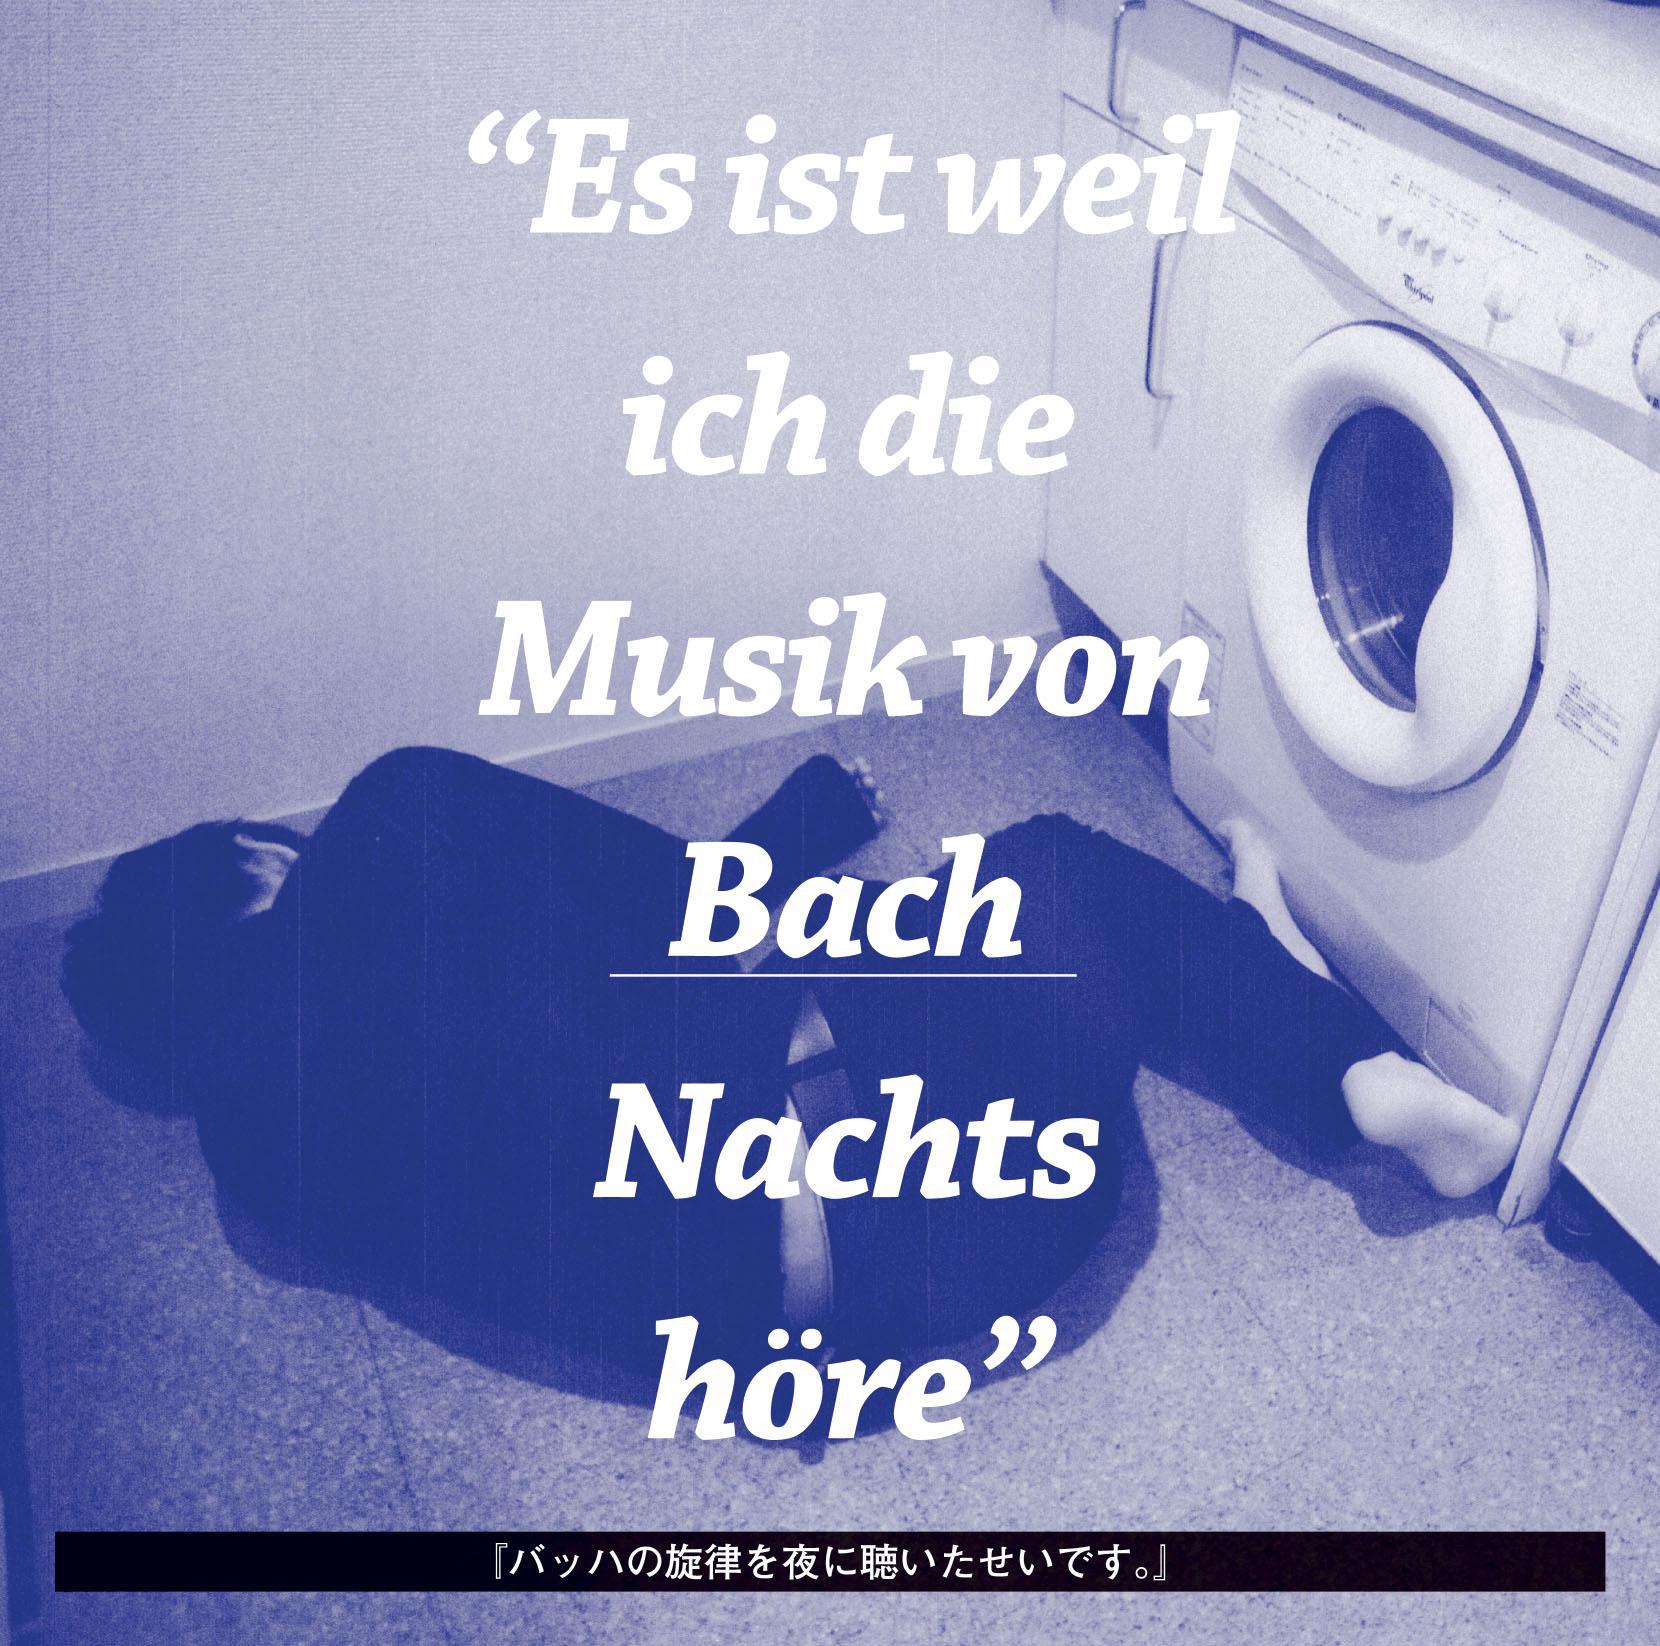 “Es ist weil
ich die
Musik von
Bach
Nachts
höre”
『バッハの旋律を夜に聴いたせいです。』
Whirlpool